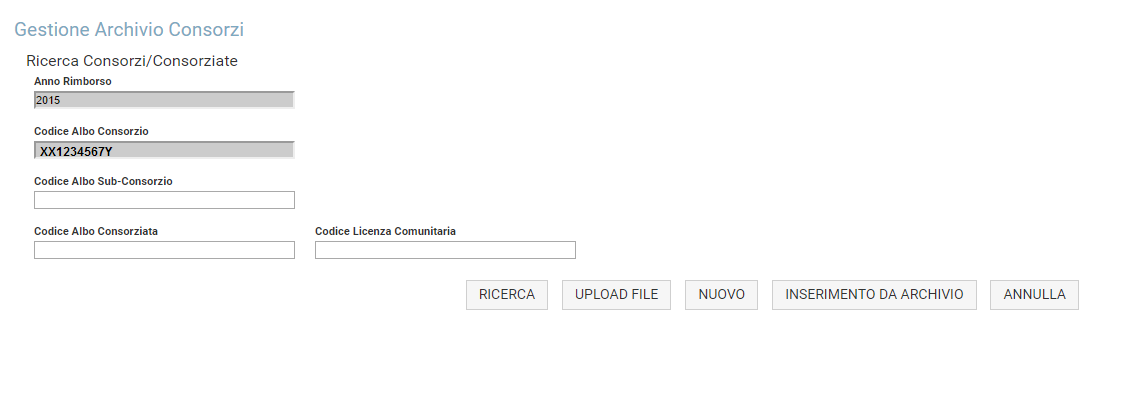 Gestione Archivio Consorzi
Ricerca Consorzi/Consorziate
Anno Rimborso
2015
Codice Albo Consorzio
XX1234567Y
Codice Albo Sub-Consorzio
Codice Albo Consorziata Codice Licenza Comunitaria
RICERCA UPLOAD FILE NUOVO INSERIMENTO DA ARCHIVIO ANNULLA